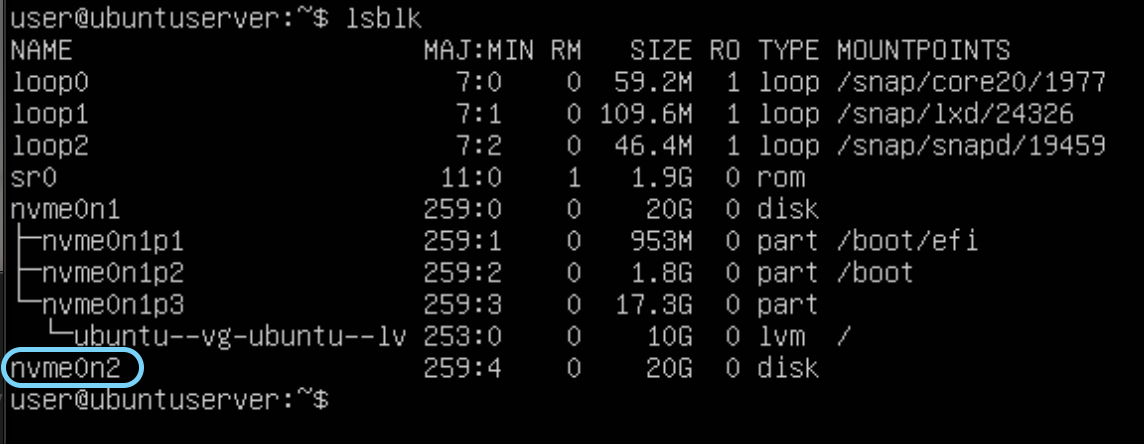 user@ubuntuserver:~$ lsblk
NAME                      MAJ:MIN RM   SIZE RO TYPE MOUNTPOINTS
loop0                       7:0    0  59.2M  1 loop /snap/core20/1977
loop1                       7:1    0 109.6M  1 loop /snap/lxd/24326
loop2                       7:2    0  46.4M  1 loop /snap/snapd/19459
sr0                        11:0    1   1.9G  0 rom
nvme0n1                   259:0    0    20G  0 disk
├─nvme0n1p1               259:1    0   953M  0 part /boot/efi
├─nvme0n1p2               259:2    0   1.8G  0 part /boot
└─nvme0n1p3               259:3    0  17.3G  0 part
  └─ubuntu--vg-ubuntu--lv 253:0    0    10G  0 lvm  /
nvme0n2                   259:4    0    20G  0 disk
user@ubuntuserver:~$